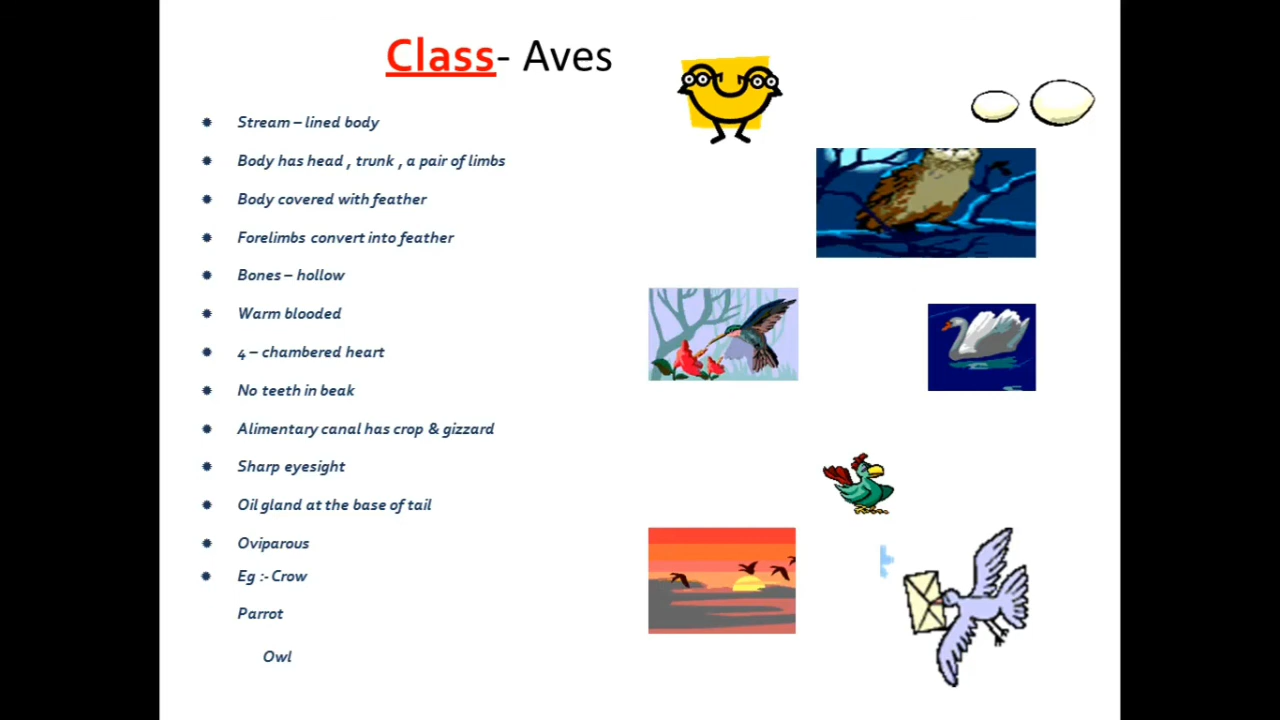 Class- Aves
Stream – lined body
Body has head , trunk , a pair of limbs
Body covered with feather
Forelimbs convert into feather
Bones – hollow
Warm blooded
4 – chambered heart
No teeth in beak
Alimentary canal has crop & gizzard
Sharp eyesight
Oil gland at the base of tail
Oviparous
Eg :- Crow
Parrot
Owl